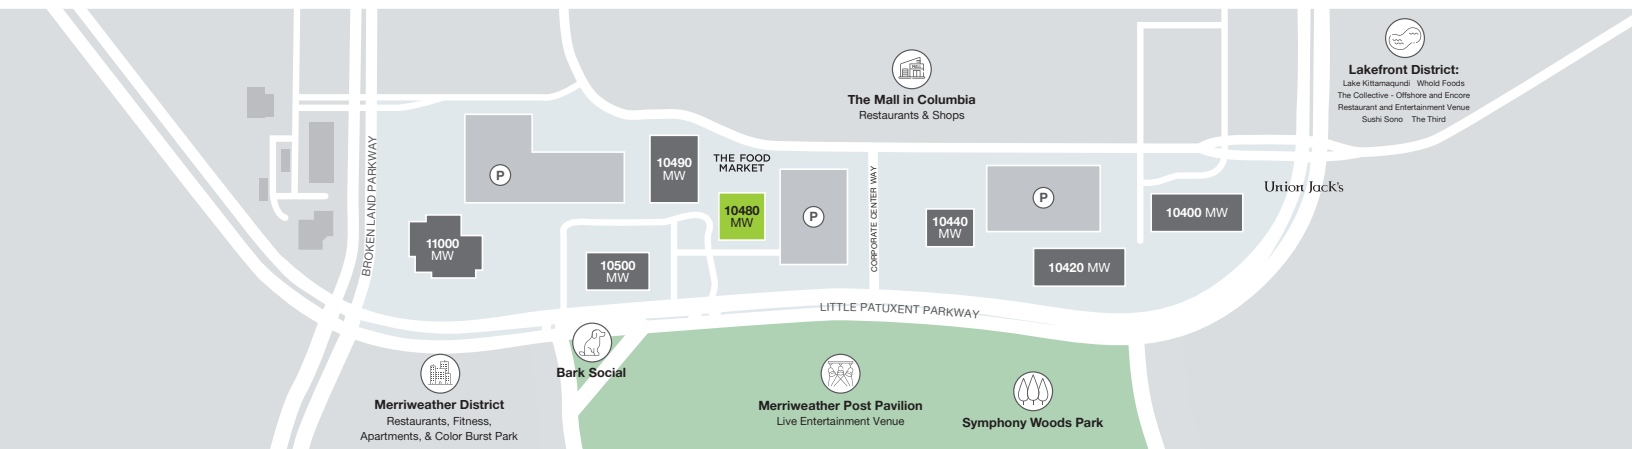 Lakefront District:
Lake Kittamaqundi Whold Foods
The Collective - Offshore and Encore
Restaurant and Entertainment Venue
Sushi Sono The Third
MALL
The Mall in Columbia
Restaurants & Shops
BROKEN LAND PARKWAY
P
10490
MW
THE FOOD
MARKET
10480
MW
P
CORPORATE CENTER WAY
P
Union Jack's
10400 MW
10440
MW
11000
MW
10500
MW
10420 MW
LITTLE PATUXENT PARKWAY
Bark Social
Merriweather District
Restaurants, Fitness,
Apartments, & Color Burst Park
Merriweather Post Pavilion
Live Entertainment Venue
Symphony Woods Park